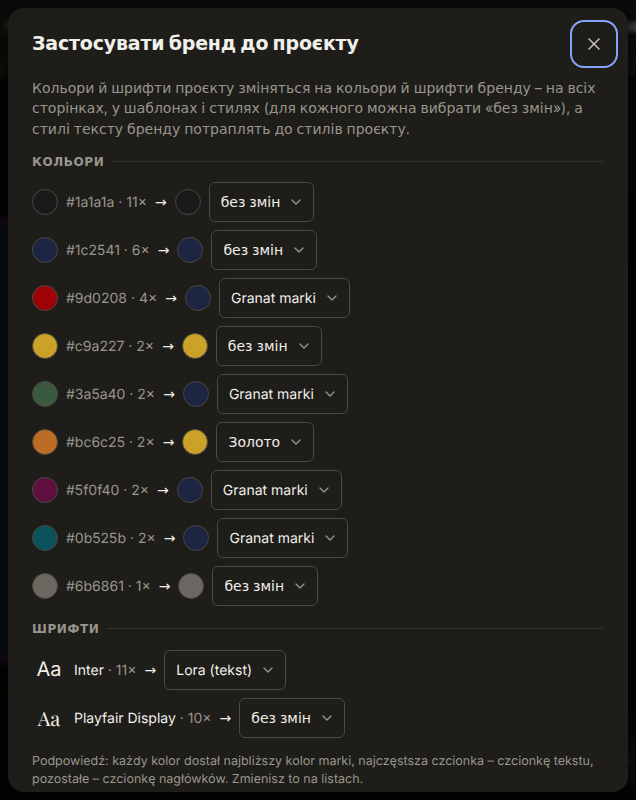 Застосувати бренд до проєкту
Кольори й шрифти проєкту зміняться на кольори й шрифти бренду – на всіх
сторінках, у шаблонах і стилях (для кожного можна вибрати «без змін»), а
стилі тексту бренду потраплять до стилів проєкту.
КОЛЬОРИ
#1a1a1a · 11× → без змін
#1c2541 · 6× → без змін
#9d0208 · 4× → Granat marki
#c9a227 · 2× → без змін
#3a5a40 · 2× → Granat marki
#bc6c25 · 2× → Золото
#5f0f40 · 2× → Granat marki
#0b525b · 2× → Granat marki
#6b6861 · 1× → без змін
ШРИФТИ
Aa Inter · 11× → Lora (tekst)
Aa Playfair Display · 10× → без змін
Podpowiedź: każdy kolor dostał najbliższy kolor marki, najczęstsza czcionka – czcionkę tekstu,
pozostałe – czcionkę nagłówków. Zmienisz to na listach.